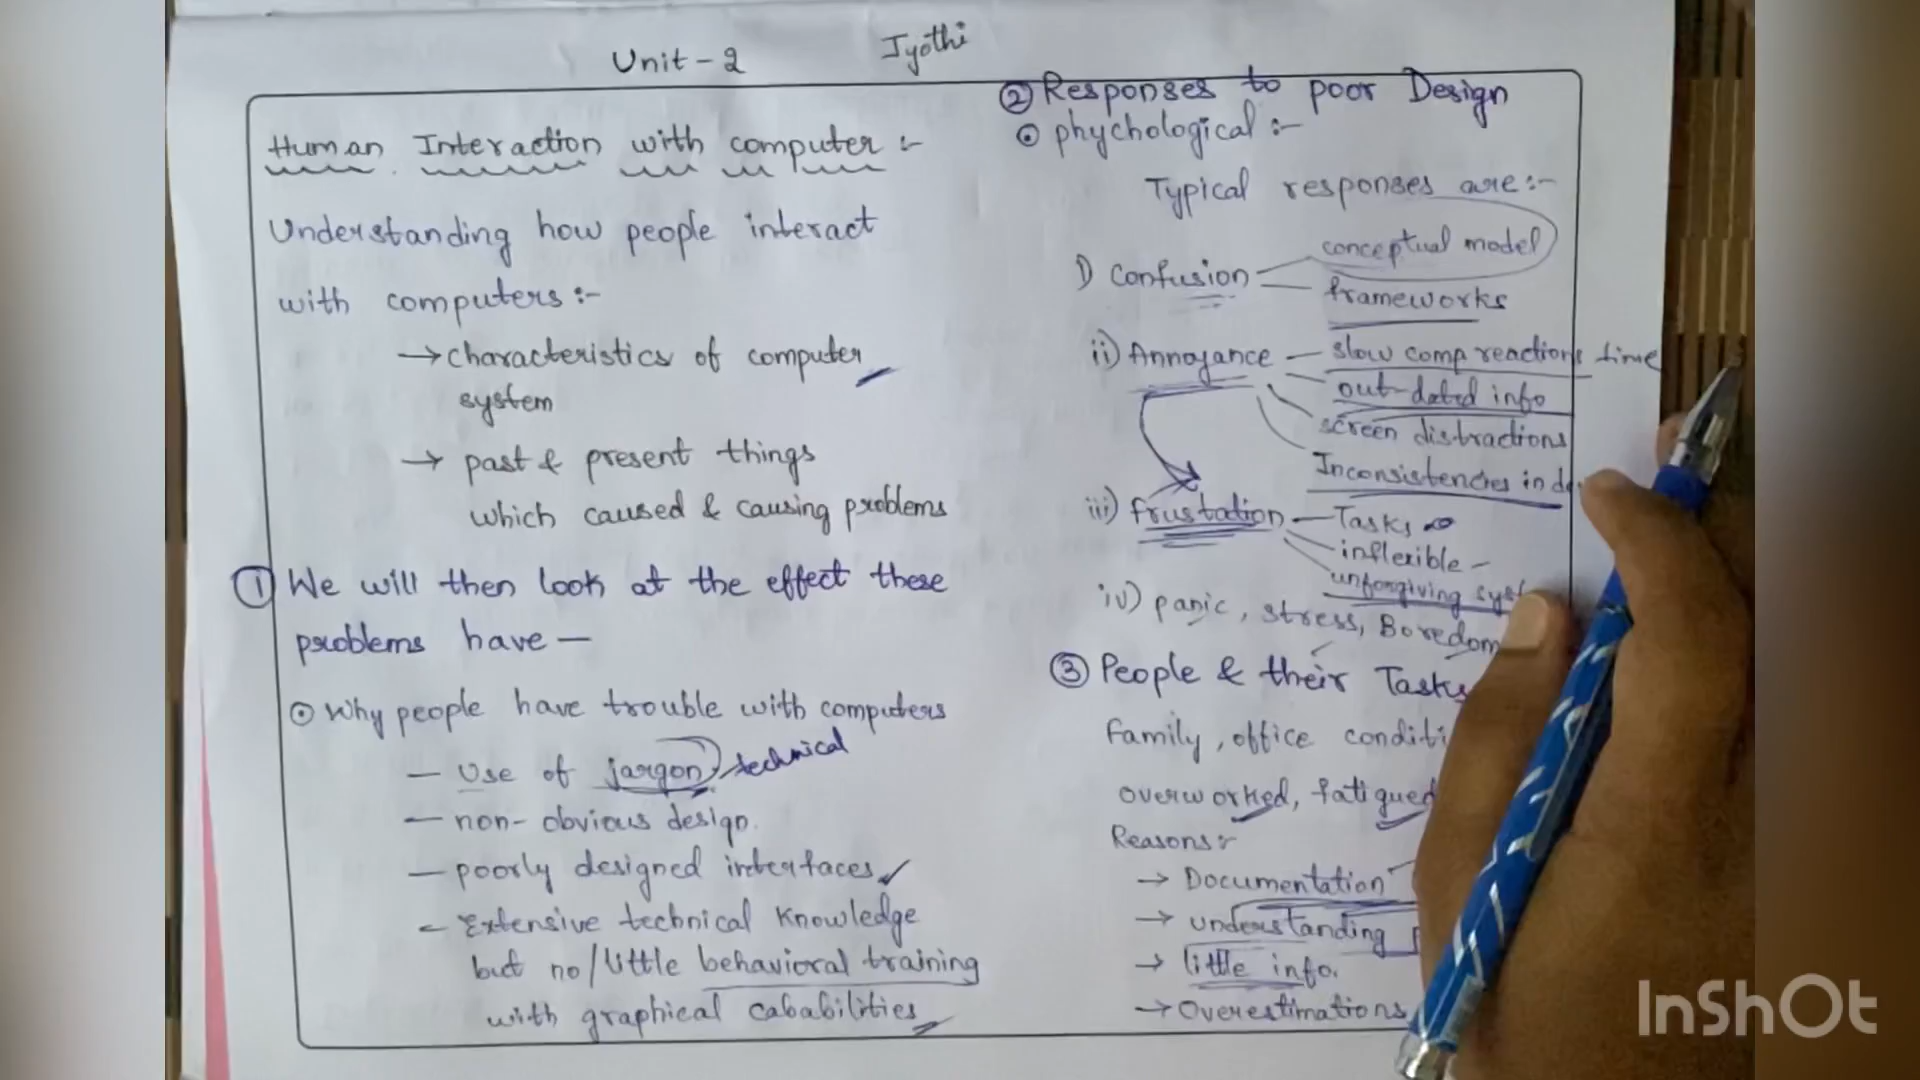 Unit - 2 Jyothi
Human Interaction with computer :-
Understanding how people interact
with computers :-
→ characteristics of computer
system
→ past & present things
which caused & causing problems
① We will then look at the effect these
problems have —
⊙ Why people have trouble with computers
— Use of jargon, technical
— non-obvious design.
— poorly designed interfaces ✓
— Extensive technical knowledge
but no/little behavioral training
with graphical cababilities
② Responses to poor Design
⊙ phychological :-
Typical responses are :-
i) confusion — conceptual model
— frameworks
ii) Annoyance — slow comp reactions time
out-dated info
screen distractions
Inconsistencies in
iii) frustation — Tasks
inflexible —
unforgiving
iv) panic, stress, Boredom
③ People & their Tasks
family, office
overworked, fatigued
Reasons :-
→ Documentation
→ understanding
→ little info.
→ Overestimations
InShOt